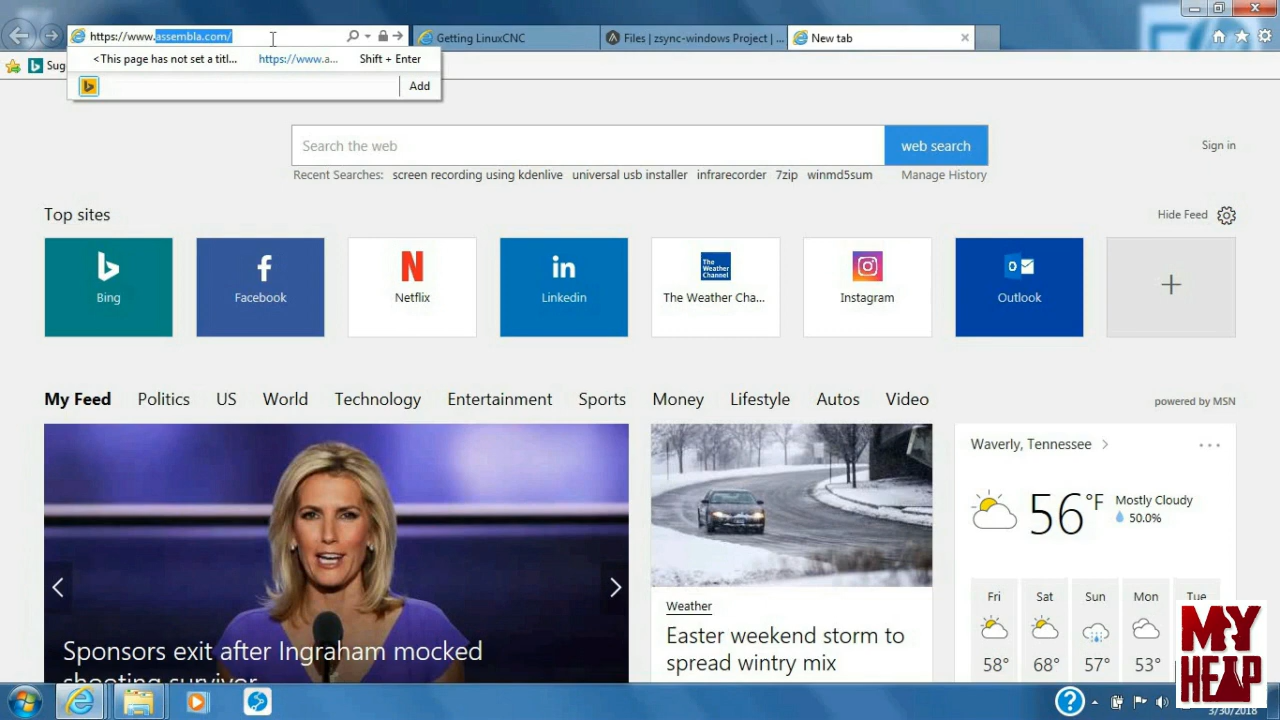 https://www.assembla.com/
Getting LinuxCNC
Files | zsync-windows Project | ...
New tab
<This page has not set a titl... https://www.a... Shift + Enter
Sug
Add
Search the web
web search
Sign in
Recent Searches: screen recording using kdenlive universal usb installer infrarecorder 7zip winmd5sum Manage History
Top sites
Hide Feed
Bing
Facebook
Netflix
Linkedin
The Weather Channel
The Weather Cha...
Instagram
Outlook
My Feed Politics US World Technology Entertainment Sports Money Lifestyle Autos Video
powered by MSN
Waverly, Tennessee
56°F
Mostly Cloudy
50.0%
Fri Sat Sun Mon Tue
58° 68° 57° 53°
Sponsors exit after Ingraham mocked
shooting survivor
Weather
Easter weekend storm to
spread wintry mix
MY
HEAP
3/30/2018